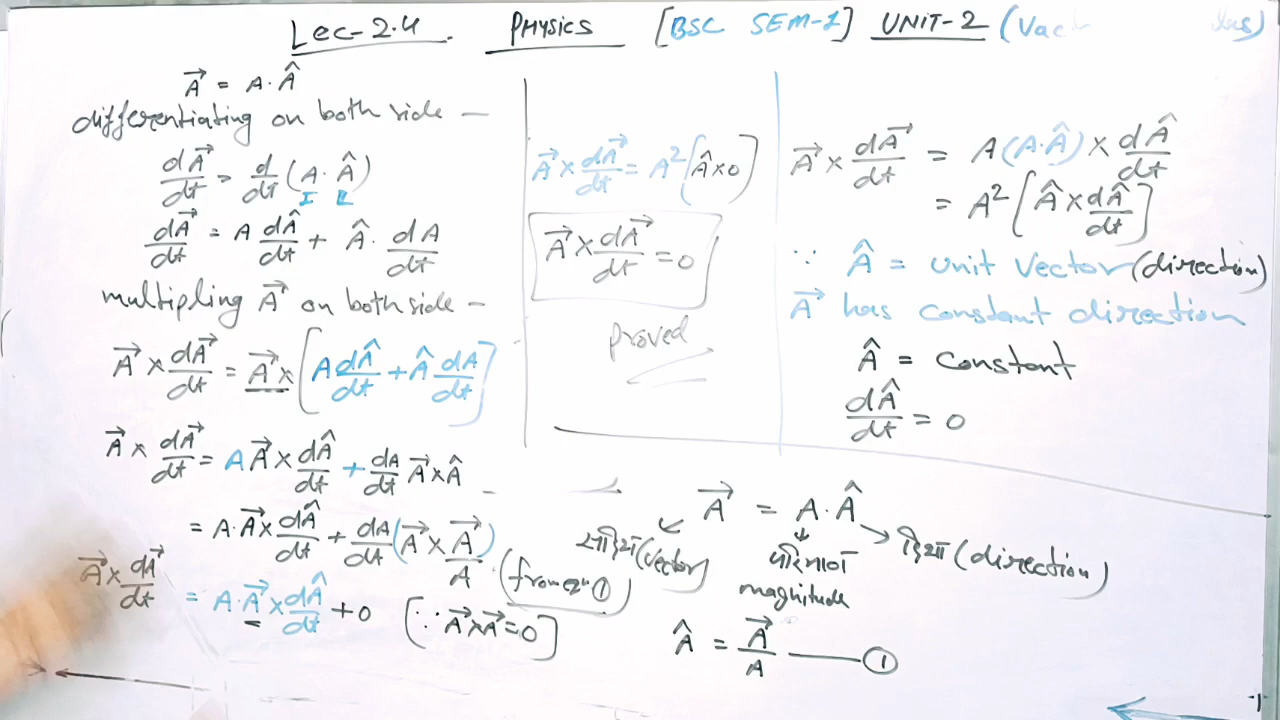 Lec-2.4 PHYSICS [BSC SEM-1] UNIT-2
A⃗ = A·Â
differentiating on both side —
dA⃗/dt = d/dt (A · Â)
I II
dA⃗/dt = A dÂ/dt + Â · dA/dt
multipling A⃗ on both side –
A⃗ × dA⃗/dt = A⃗ × [A dÂ/dt + Â dA/dt]
A⃗ × dA⃗/dt = A A⃗ × dÂ/dt + dA/dt A⃗ × Â
= A·A⃗ × dÂ/dt + dA/dt (A⃗ × A⃗/A) · (from eqⁿ ①)
A⃗ × dA⃗/dt = A·A⃗ × dÂ/dt + 0 [∵ A⃗×A⃗=0]
A⃗ × dA⃗/dt = A² [Â × 0]
A⃗ × dA⃗/dt = 0
Proved
A⃗ × dA⃗/dt = A(A·Â) × dÂ/dt
= A² [Â × dÂ/dt]
∵ Â = unit vector (direction)
A⃗ has constant direction
Â = Constant
dÂ/dt = 0
A⃗ = A·Â
(vector)
magnitude
(direction)
Â = A⃗/A —— ①